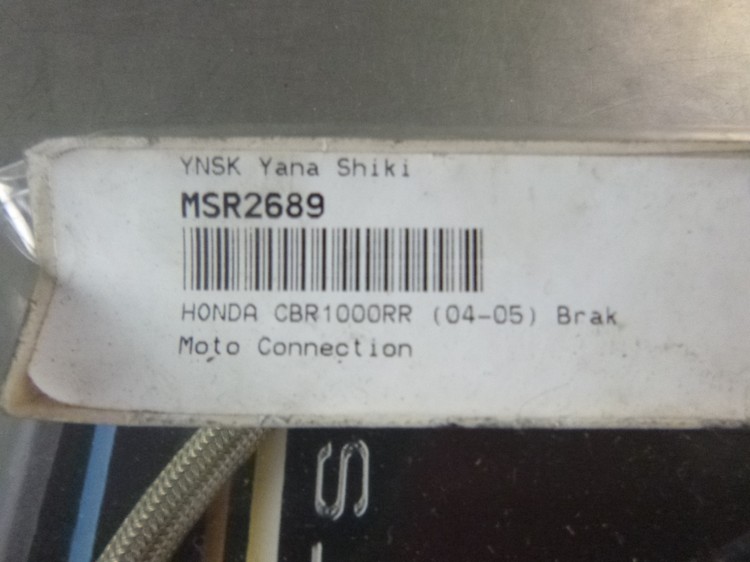 YNSK Yana Shiki
MSR2689
HONDA CBR1000RR (04-05) Brak
Moto Connection
S